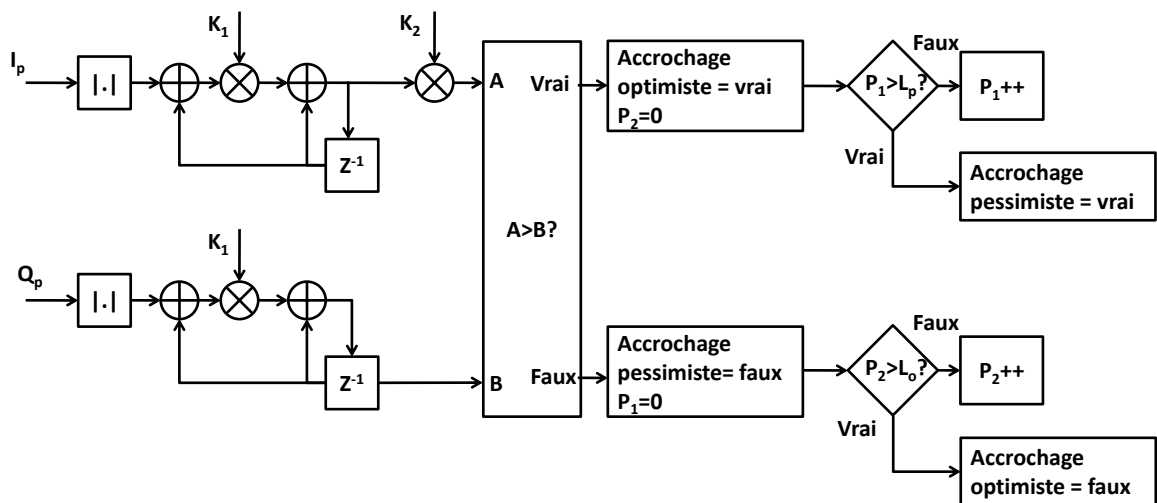 K₁
K₂
Iₚ
|.|
Z⁻¹
A
Vrai
Accrochage
optimiste = vrai
P₂=0
P₁>Lₚ?
Faux
P₁++
Vrai
Accrochage
pessimiste = vrai
A>B?
K₁
Qₚ
|.|
Z⁻¹
B
Faux
Accrochage
pessimiste= faux
P₁=0
P₂>Lₒ?
Faux
P₂++
Vrai
Accrochage
optimiste = faux